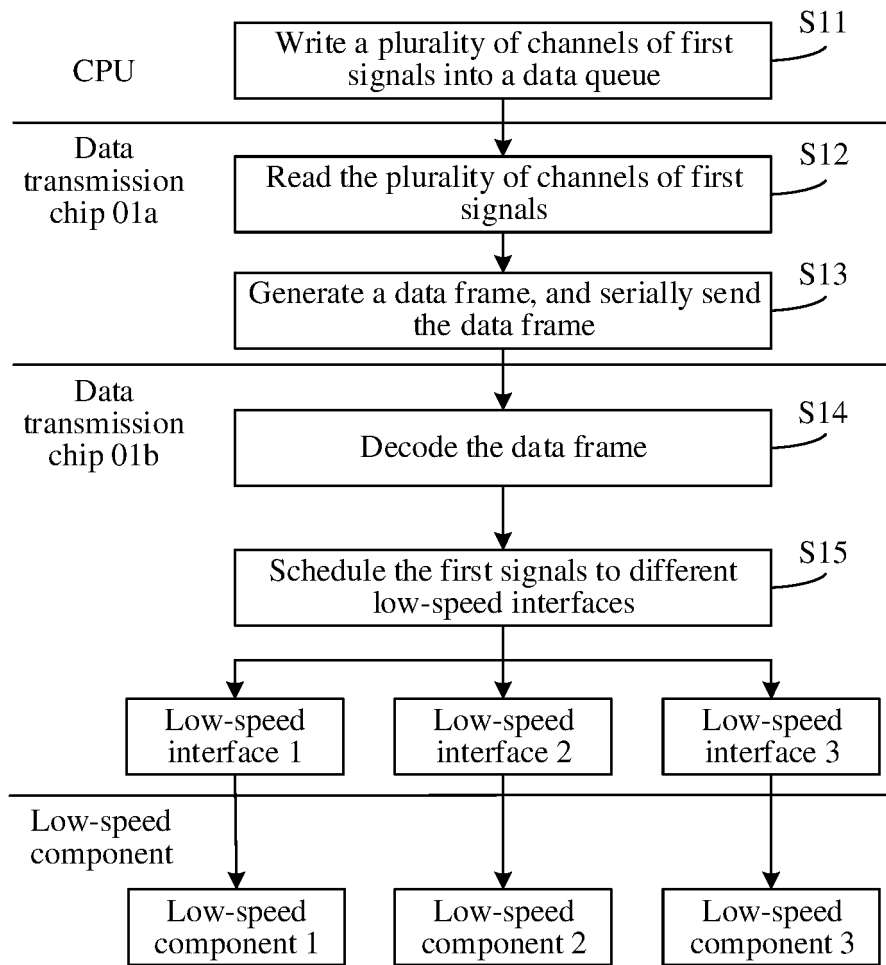 S11
Write a plurality of channels of first
signals into a data queue
CPU
Data
transmission
chip 01a
S12
Read the plurality of channels of first
signals
S13
Generate a data frame, and serially send
the data frame
Data
transmission
chip 01b
S14
Decode the data frame
S15
Schedule the first signals to different
low-speed interfaces
Low-speed
interface 1
Low-speed
interface 2
Low-speed
interface 3
Low-speed
component
Low-speed
component 1
Low-speed
component 2
Low-speed
component 3